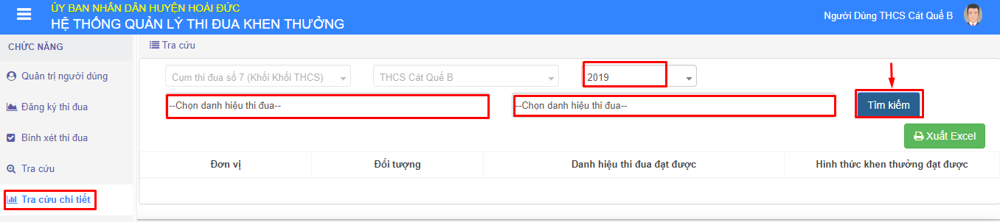 ỦY BAN NHÂN DÂN HUYỆN HOÀI ĐỨC
HỆ THỐNG QUẢN LÝ THI ĐUA KHEN THƯỞNG
Người Dùng THCS Cát Quế B
CHỨC NĂNG
Quản trị người dùng
Đăng ký thi đua
Bình xét thi đua
Tra cứu
Tra cứu chi tiết
Tra cứu
Cụm thi đua số 7 (Khối Khối THCS)
THCS Cát Quế B
2019
--Chọn danh hiệu thi đua--
--Chọn danh hiệu thi đua--
Tìm kiếm
Xuất Excel
Đơn vị
Đối tượng
Danh hiệu thi đua đạt được
Hình thức khen thưởng đạt được